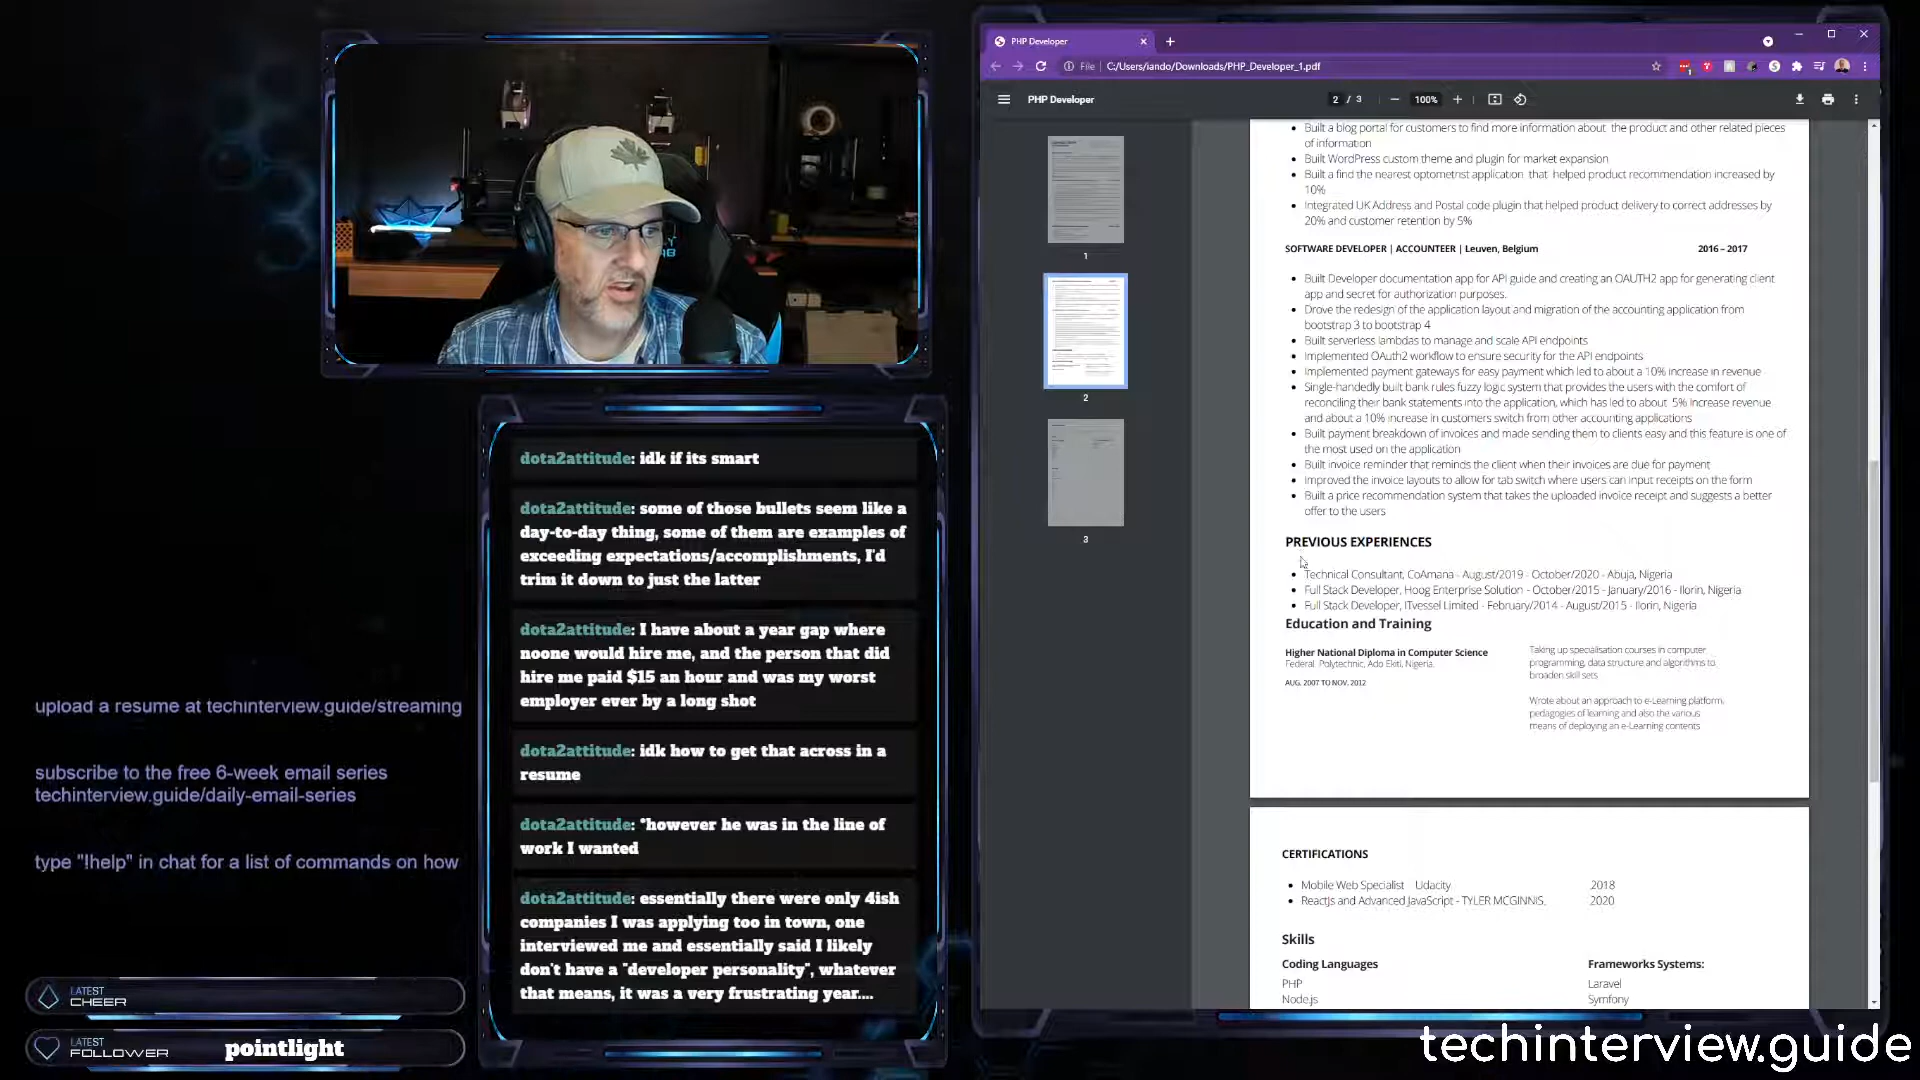 PHP Developer
File
C:/Users/iando/Downloads/PHP_Developer_1.pdf
PHP Developer
2 / 3
100%
1
2
3
Built a blog portal for customers to find more information about the product and other related pieces
of information
Built WordPress custom theme and plugin for market expansion
Built a find the nearest optometrist application that helped product recommendation increased by
10%
Integrated UK Address and Postal code plugin that helped product delivery to correct addresses by
20% and customer retention by 5%
SOFTWARE DEVELOPER | ACCOUNTEER | Leuven, Belgium
2016 – 2017
Built Developer documentation app for API guide and creating an OAUTH2 app for generating client
app and secret for authorization purposes.
Drove the redesign of the application layout and migration of the accounting application from
bootstrap 3 to bootstrap 4
Built serverless lambdas to manage and scale API endpoints
Implemented OAuth2 workflow to ensure security for the API endpoints
Implemented payment gateways for easy payment which led to about a 10% increase in revenue
Single-handedly built bank rules fuzzy logic system that provides the users with the comfort of
reconciling their bank statements into the application, which has led to about 5% Increase revenue
and about a 10% increase in customers switch from other accounting applications
Built payment breakdown of invoices and made sending them to clients easy and this feature is one of
the most used on the application
Built invoice reminder that reminds the client when their invoices are due for payment
Improved the invoice layouts to allow for tab switch where users can input receipts on the form
Built a price recommendation system that takes the uploaded invoice receipt and suggests a better
offer to the users
PREVIOUS EXPERIENCES
Technical Consultant, CoAmana - August/2019 - October/2020 - Abuja, Nigeria
Full Stack Developer, Hoog Enterprise Solution - October/2015 - January/2016 - Ilorin, Nigeria
Full Stack Developer, ITvessel Limited - February/2014 - August/2015 - Ilorin, Nigeria
Education and Training
Higher National Diploma in Computer Science
Federal Polytechnic, Ado Ekiti, Nigeria.
AUG. 2007 TO NOV. 2012
Taking up specialisation courses in computer
programming, data structure and algorithms to
broaden skill sets
Wrote about an approach to e-Learning platform,
pedagogies of learning and also the various
means of deploying an e-Learning contents
CERTIFICATIONS
Mobile Web Specialist Udacity 2018
ReactJs and Advanced JavaScript - TYLER MCGINNIS. 2020
Skills
Coding Languages
PHP
Node.js
Frameworks Systems:
Laravel
Symfony
dota2attitude: idk if its smart
dota2attitude: some of those bullets seem like a
day-to-day thing, some of them are examples of
exceeding expectations/accomplishments, I'd
trim it down to just the latter
dota2attitude: I have about a year gap where
noone would hire me, and the person that did
hire me paid $15 an hour and was my worst
employer ever by a long shot
dota2attitude: idk how to get that across in a
resume
dota2attitude: *however he was in the line of
work I wanted
dota2attitude: essentially there were only 4ish
companies I was applying too in town, one
interviewed me and essentially said I likely
don't have a "developer personality", whatever
that means, it was a very frustrating year....
upload a resume at techinterview.guide/streaming
subscribe to the free 6-week email series
techinterview.guide/daily-email-series
type "!help" in chat for a list of commands on how
LATEST
CHEER
LATEST
FOLLOWER
pointlight
techinterview.guide